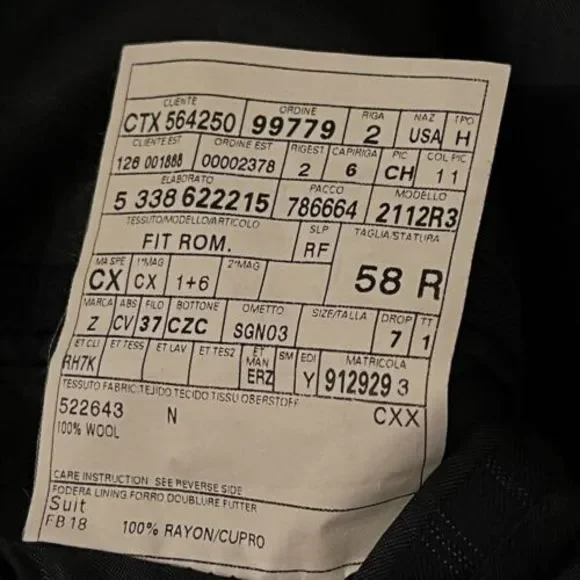 CLIENTE ORDINE RIGA NAZ TIPO
CTX 564250 99779 2 USA H
CLIENTE EST ORDINE EST RIGEST CAPIRIGA PIC COL PIC
126 001888 00002378 2 6 CH 11
ELABORATO PACCO MODELLO
5 338 622215 786664 2112R3
TESSUTO/MODELLO/ARTICOLO SLP TAGLIA/STATURA
FIT ROM. RF 58 R
MA SPE 1°MAG 2°MAG
CX CX 1+6
MARCA ABS FILO BOTTONE OMETTO SIZE/TALLA DROP TT
Z CV 37 CZC SGN03 7 1
ET CLI ET TESS ET LAV ET TES2 ET MAN SM EDI MATRICOLA
RH7K ERZ Y 912929 3
TESSUTO FABRIC TEJIDO TECIDO TISSU OBERSTOFF
522643 N CXX
100% WOOL
CARE INSTRUCTION SEE REVERSE SIDE
FODERA LINING FORRO DOUBLURE FUTTER
Suit
FB 18 100% RAYON/CUPRO